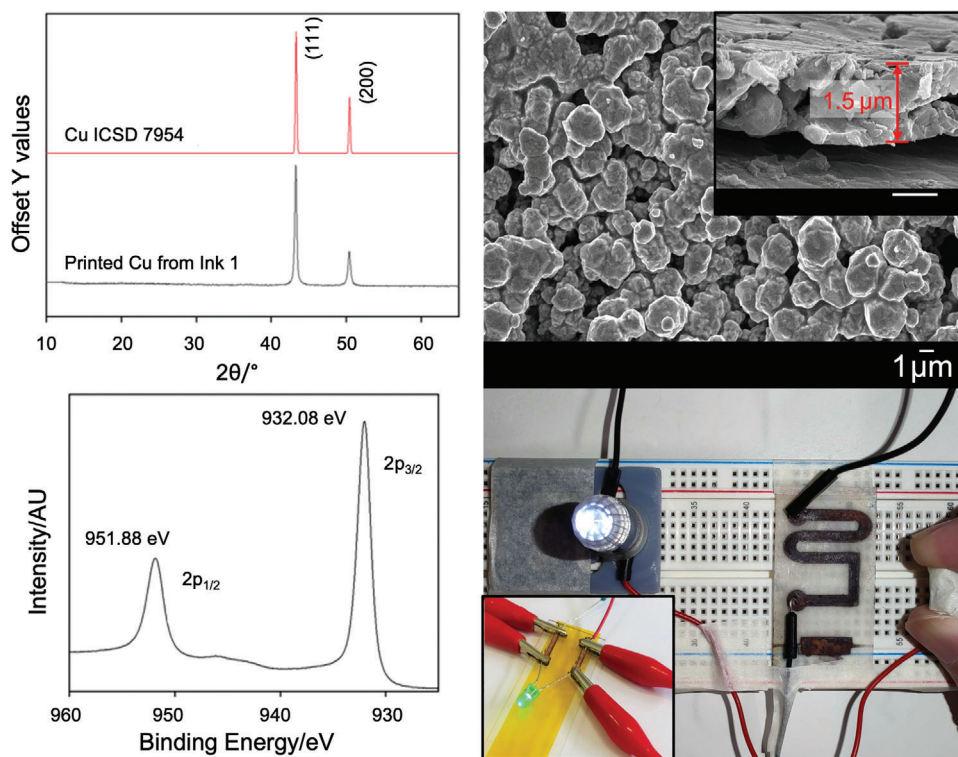 Offset Y values
Cu ICSD 7954
(111)
(200)
Printed Cu from Ink 1
10 20 30 40 50 60
2θ/°
1.5 µm
1 µm
Intensity/AU
951.88 eV
2p1/2
932.08 eV
2p3/2
960 950 940 930
Binding Energy/eV